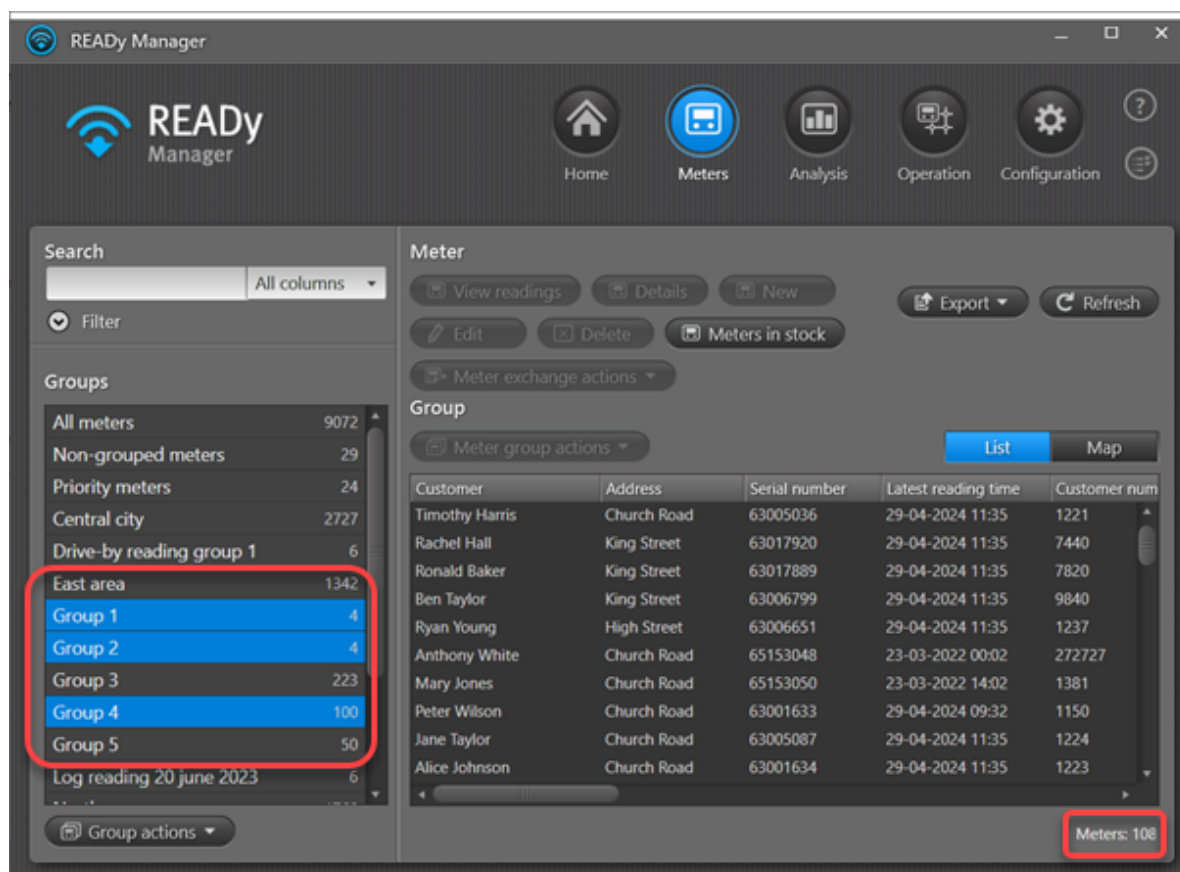 READy Manager
READy
Manager
Home
Meters
Analysis
Operation
Configuration
?
Search
All columns
Filter
Groups
All meters 9072
Non-grouped meters 29
Priority meters 24
Central city 2727
Drive-by reading group 1 6
East area 1342
Group 1 4
Group 2 4
Group 3 223
Group 4 100
Group 5 50
Log reading 20 june 2023 6
Group actions
Meter
View readings Details New Export Refresh
Edit Delete Meters in stock
Meter exchange actions
Group
Meter group actions List Map
Customer Address Serial number Latest reading time Customer num
Timothy Harris Church Road 63005036 29-04-2024 11:35 1221
Rachel Hall King Street 63017920 29-04-2024 11:35 7440
Ronald Baker King Street 63017889 29-04-2024 11:35 7820
Ben Taylor King Street 63006799 29-04-2024 11:35 9840
Ryan Young High Street 63006651 29-04-2024 11:35 1237
Anthony White Church Road 65153048 23-03-2022 00:02 272727
Mary Jones Church Road 65153050 23-03-2022 14:02 1381
Peter Wilson Church Road 63001633 29-04-2024 09:32 1150
Jane Taylor Church Road 63005087 29-04-2024 11:35 1224
Alice Johnson Church Road 63001634 29-04-2024 11:35 1223
Meters: 108